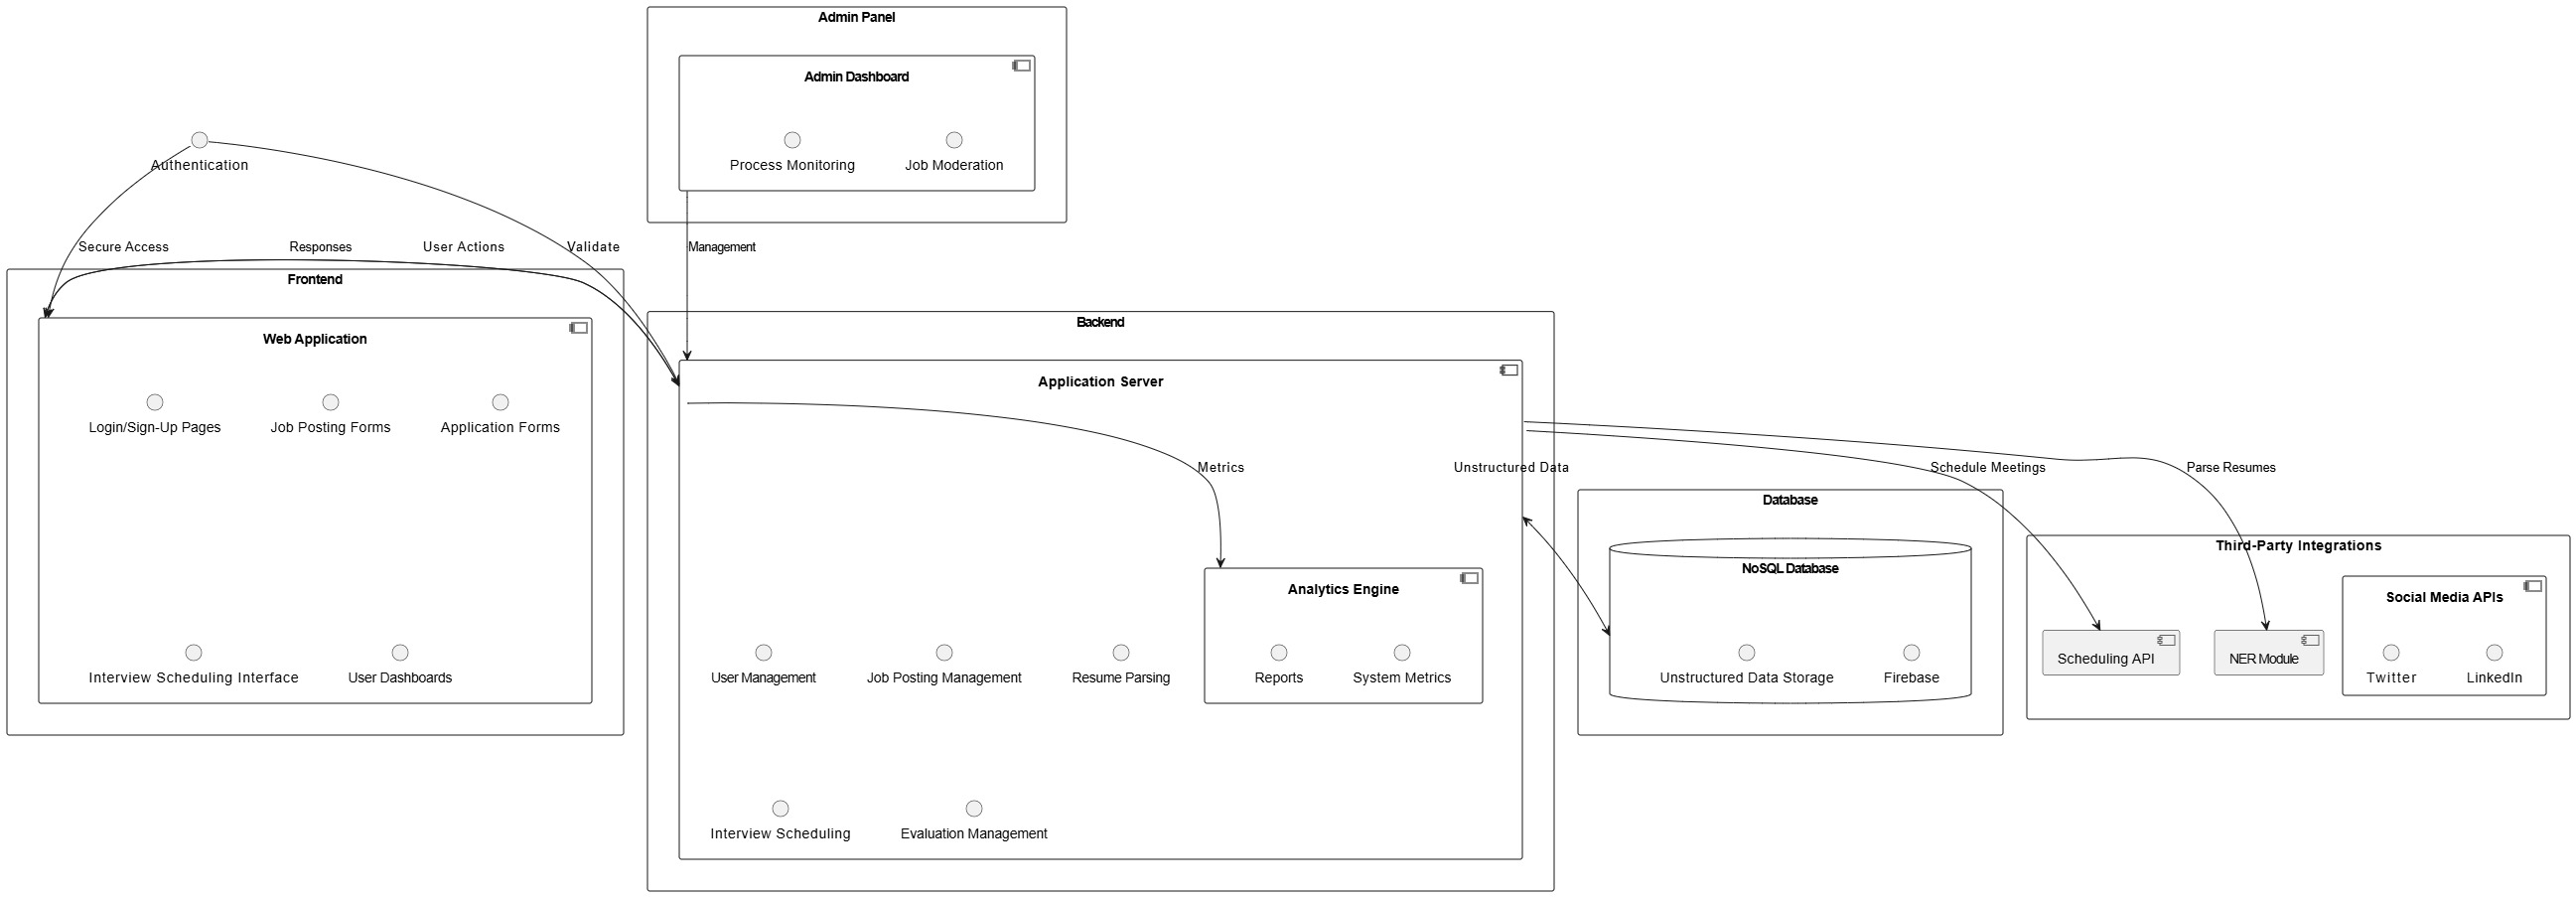 Admin Panel
Admin Dashboard
Process Monitoring
Job Moderation
Authentication
Secure Access
Responses
User Actions
Validate
Management
Frontend
Web Application
Login/Sign-Up Pages
Job Posting Forms
Application Forms
Interview Scheduling Interface
User Dashboards
Backend
Application Server
Metrics
Unstructured Data
Schedule Meetings
Parse Resumes
Analytics Engine
Reports
System Metrics
User Management
Job Posting Management
Resume Parsing
Interview Scheduling
Evaluation Management
Database
NoSQL Database
Unstructured Data Storage
Firebase
Third-Party Integrations
Scheduling API
NER Module
Social Media APIs
Twitter
LinkedIn